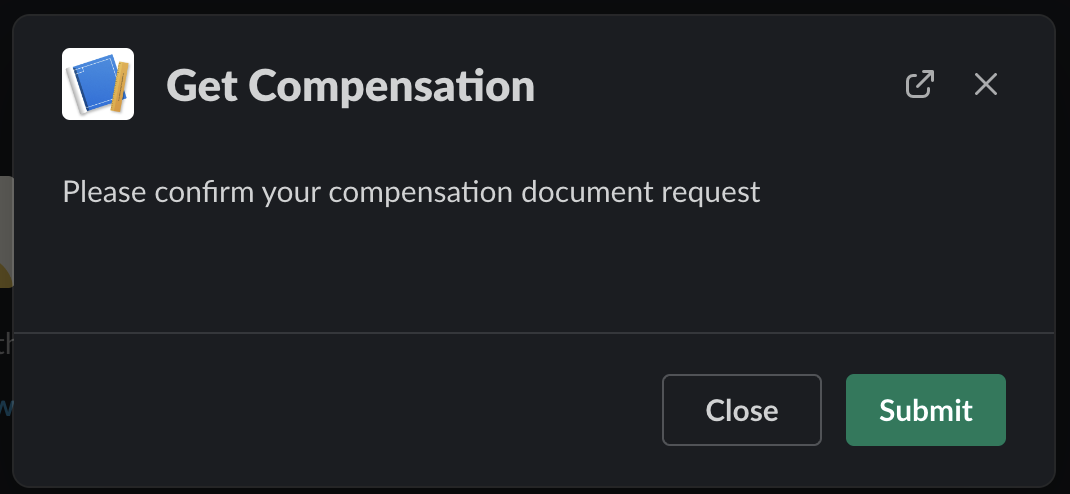 Get Compensation
Please confirm your compensation document request
Close
Submit